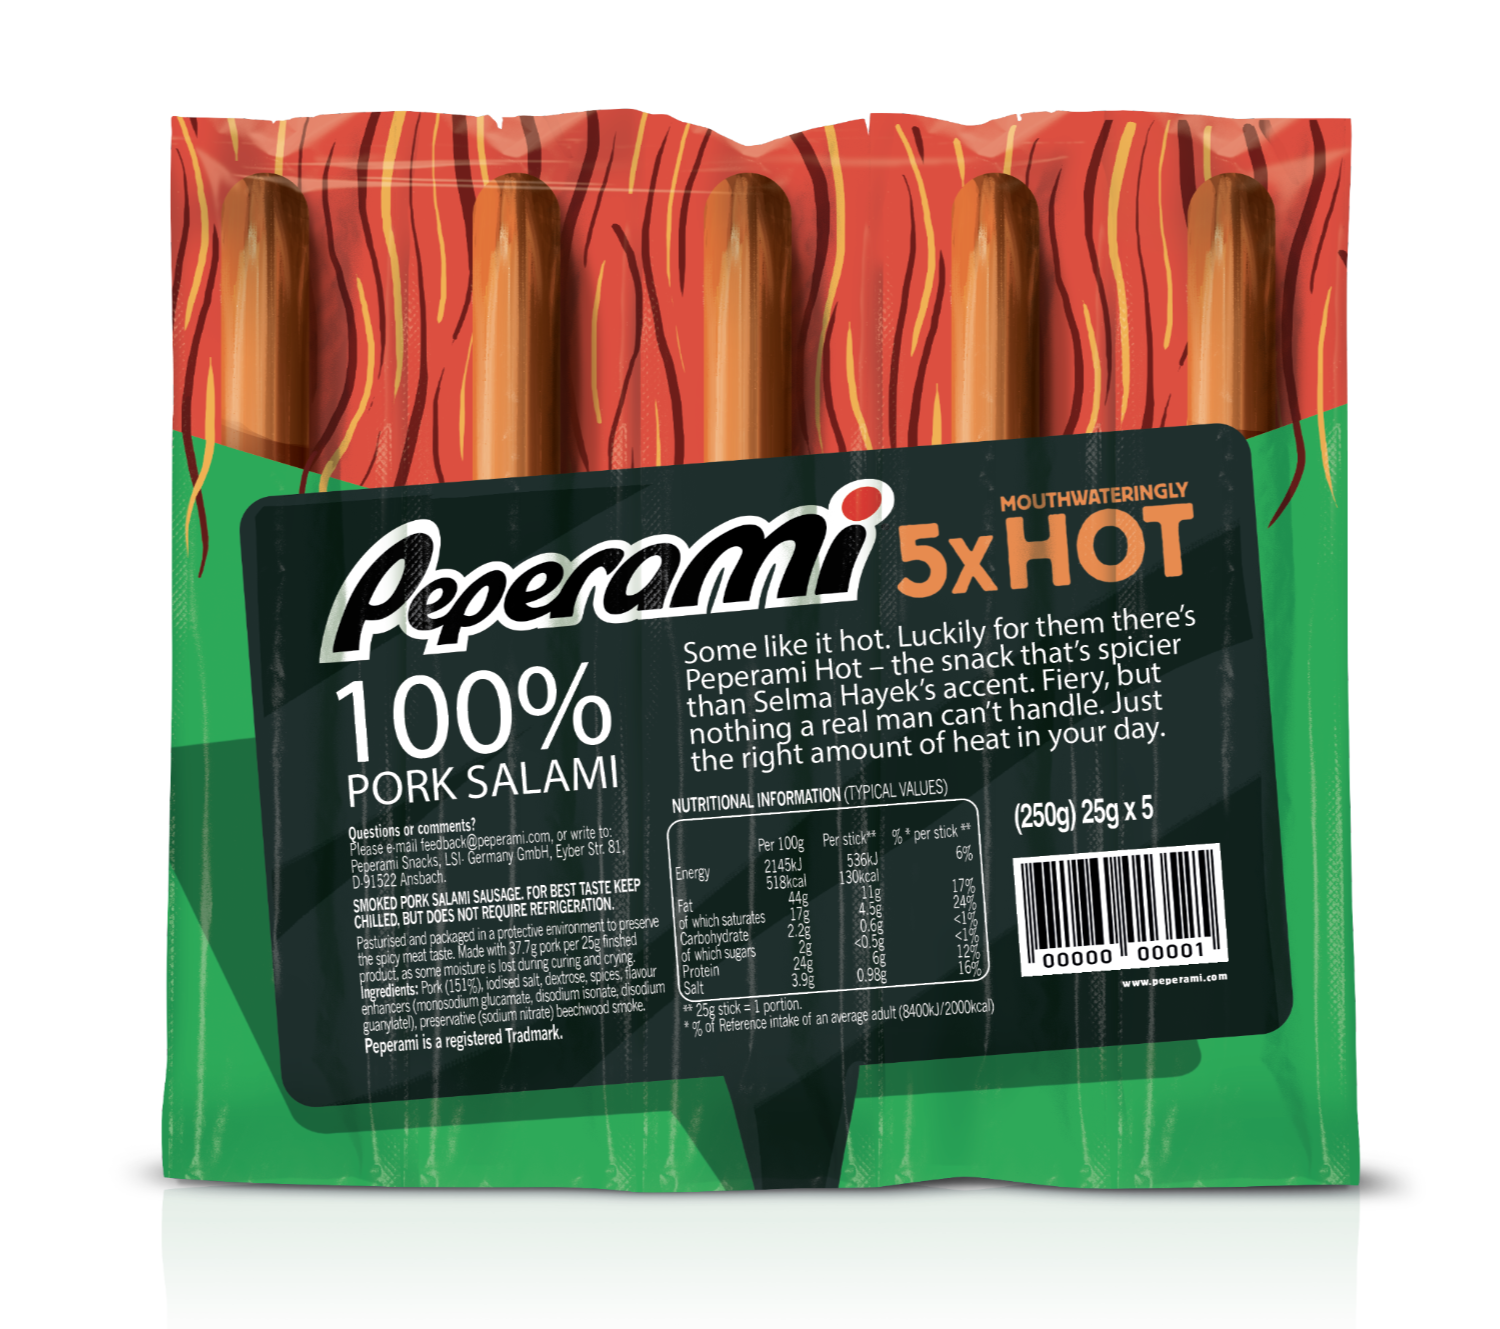 Peperami
MOUTHWATERINGLY
5xHOT
100%
PORK SALAMI
Some like it hot. Luckily for them there's
Peperami Hot – the snack that's spicier
than Selma Hayek's accent. Fiery, but
nothing a real man can't handle. Just
the right amount of heat in your day.
Questions or comments?
Please e-mail feedback@peperami.com, or write to:
Peperami Snacks, LSI- Germany GmbH, Eyber Str. 81,
D-91522 Ansbach.
SMOKED PORK SALAMI SAUSAGE. FOR BEST TASTE KEEP
CHILLED, BUT DOES NOT REQUIRE REFRIGERATION.
Pasturised and packaged in a protective environment to preserve
the spicy meat taste. Made with 37.7g pork per 25g finshed
product, as some moisture is lost during curing and crying.
Ingredients: Pork (151%), iodised salt, dextrose, spices, flavour
enhancers (monosodium glucamate, disodium isonate, disodium
guanylatel), preservative (sodium nitrate) beechwood smoke.
Peperami is a registered Tradmark.
NUTRITIONAL INFORMATION (TYPICAL VALUES)
Per 100g Per stick** % * per stick **
Energy 2145kJ 536kJ 6%
518kcal 130kcal
Fat 44g 11g 17%
of which saturates 17g 4.5g 24%
Carbohydrate 2.2g 0.6g <1%
of which sugars 2g <0.5g <1%
Protein 24g 6g 12%
Salt 3.9g 0.98g 16%
** 25g stick = 1 portion.
* % of Reference intake of an average adult (8400kJ/2000kcal)
(250g) 25g x 5
00000 00001
www.peperami.com